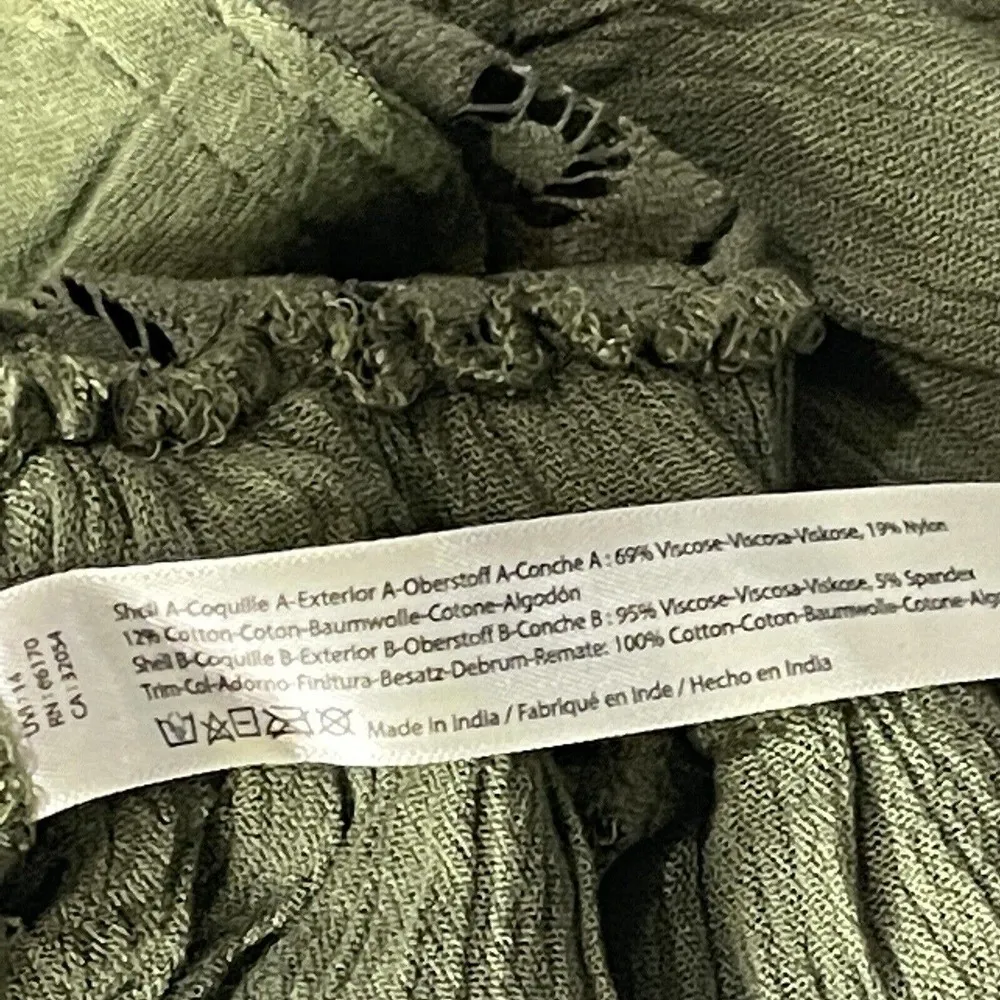 Shell A-Coquille A-Exterior A-Oberstoff A-Conche A : 69% Viscose-Viscosa-Viskose, 19% Nylon
12% Cotton-Coton-Baumwolle-Cotone-Algodón
Shell B-Coquille B-Exterior B-Oberstoff B-Conche B : 95% Viscose-Viscosa-Viskose, 5% Spandex
Trim-Col-Adorno-Finitura-Besatz-Debrum-Remate: 100% Cotton-Coton-Baumwolle-Cotone-Alg
Made in India / Fabriqué en Inde / Hecho en India
CA 32054
RN 66170